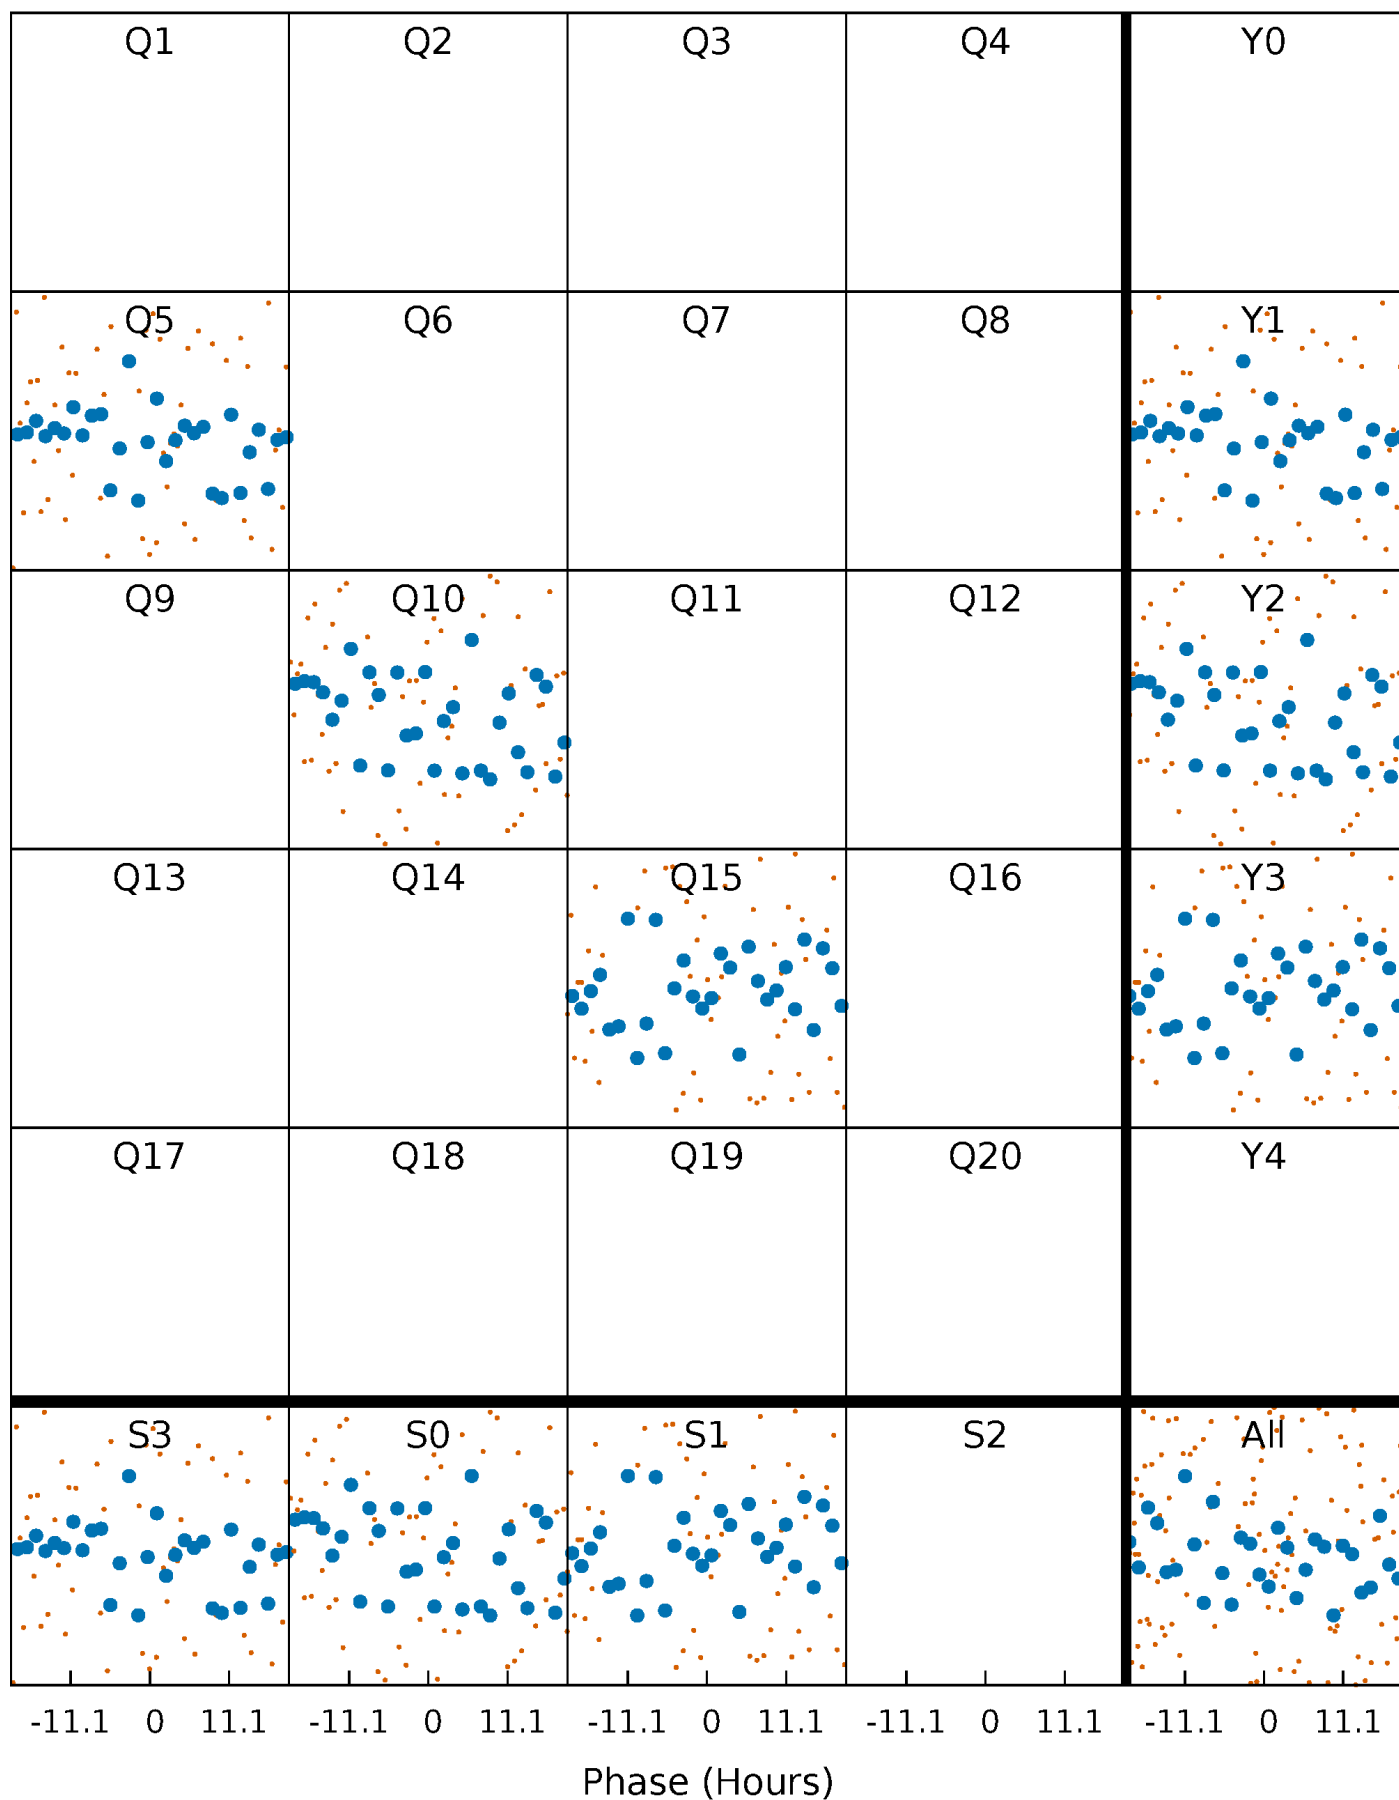 Q1 Q2 Q3 Q4 Y0
Q5 Q6 Q7 Q8 Y1
Q9 Q10 Q11 Q12 Y2
Q13 Q14 Q15 Q16 Y3
Q17 Q18 Q19 Q20 Y4
S3 S0 S1 S2 All
-11.1 0 11.1 -11.1 0 11.1 -11.1 0 11.1 -11.1 0 11.1 -11.1 0 11.1
Phase (Hours)